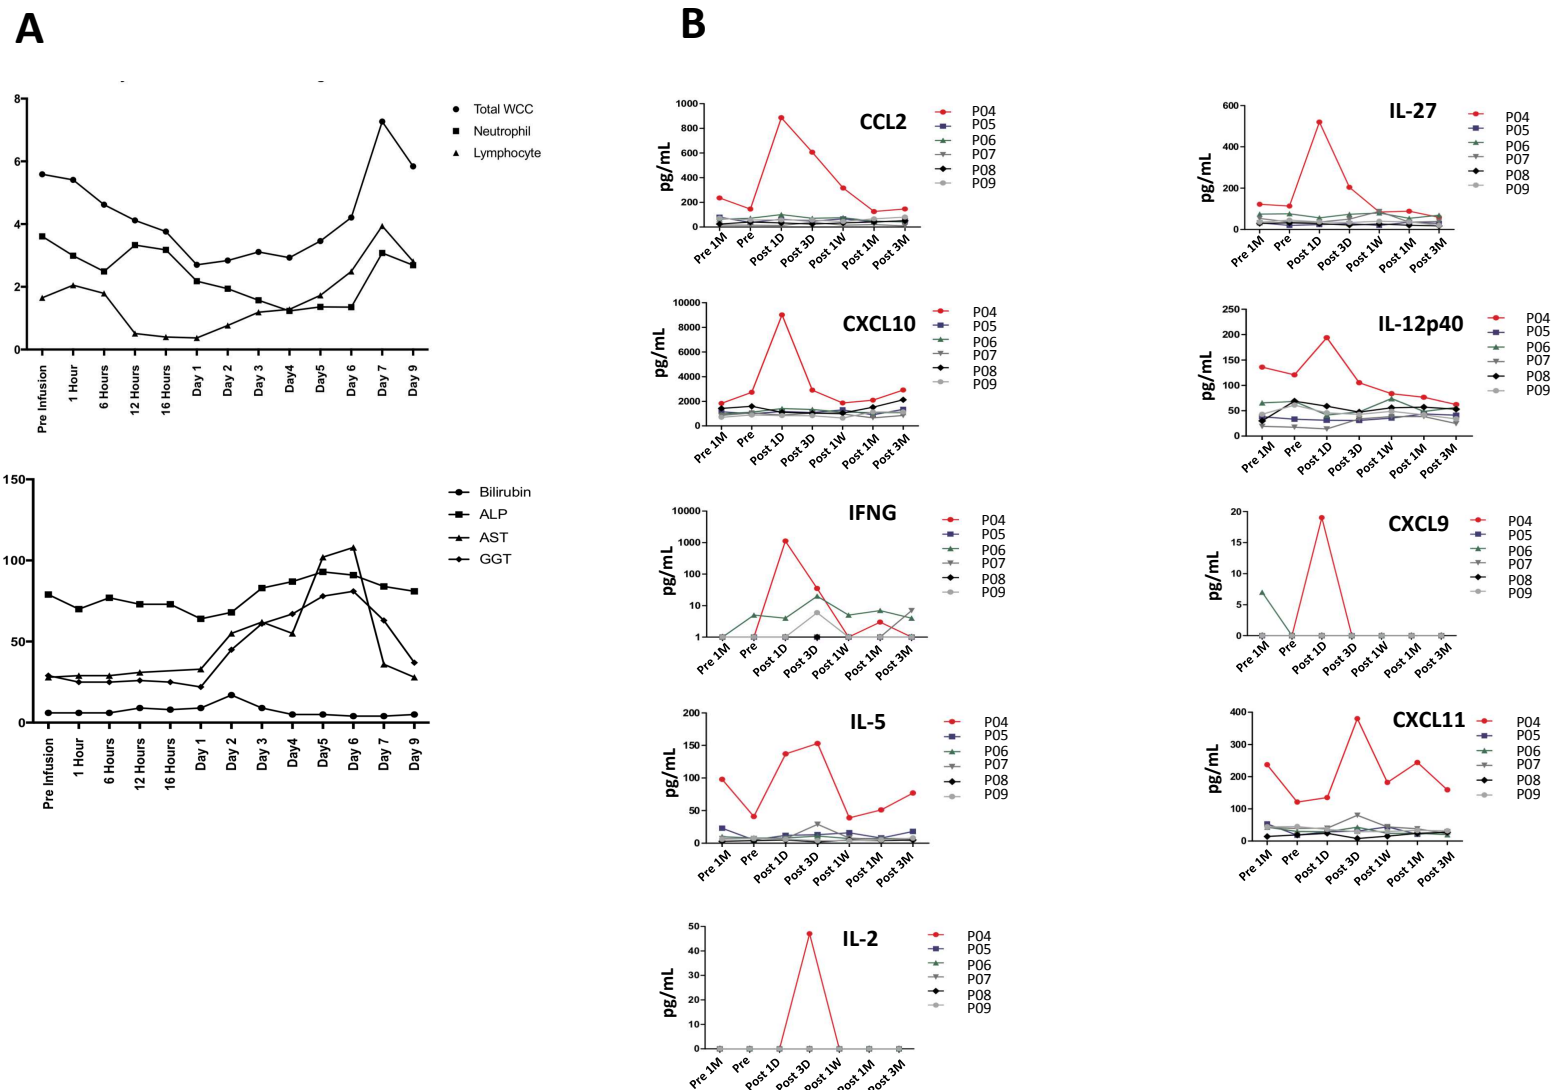 A
8
6
4
2
0
Total WCC
Neutrophil
Lymphocyte
Pre Infusion
1 Hour
6 Hours
12 Hours
16 Hours
Day 1
Day 2
Day 3
Day4
Day5
Day 6
Day 7
Day 9
150
100
50
0
Bilirubin
ALP
AST
GGT
Pre Infusion
1 Hour
6 Hours
12 Hours
16 Hours
Day 1
Day 2
Day 3
Day4
Day5
Day 6
Day 7
Day 9
B
CCL2
pg/mL
1000
800
600
400
200
0
Pre 1M
Pre
Post 1D
Post 3D
Post 1W
Post 1M
Post 3M
P04
P05
P06
P07
P08
P09
IL-27
pg/mL
600
400
200
0
Pre 1M
Pre
Post 1D
Post 3D
Post 1W
Post 1M
Post 3M
P04
P05
P06
P07
P08
P09
CXCL10
pg/mL
10000
8000
6000
4000
2000
0
Pre 1M
Pre
Post 1D
Post 3D
Post 1W
Post 1M
Post 3M
P04
P05
P06
P07
P08
P09
IL-12p40
pg/mL
250
200
150
100
50
0
Pre 1M
Pre
Post 1D
Post 3D
Post 1W
Post 1M
Post 3M
P04
P05
P06
P07
P08
P09
IFNG
pg/mL
10000
1000
100
10
1
Pre 1M
Pre
Post 1D
Post 3D
Post 1W
Post 1M
Post 3M
P04
P05
P06
P07
P08
P09
CXCL9
pg/mL
20
15
10
5
0
Pre 1M
Pre
Post 1D
Post 3D
Post 1W
Post 1M
Post 3M
P04
P05
P06
P07
P08
P09
IL-5
pg/mL
200
150
100
50
0
Pre 1M
Pre
Post 1D
Post 3D
Post 1W
Post 1M
Post 3M
P04
P05
P06
P07
P08
P09
CXCL11
pg/mL
400
300
200
100
0
Pre 1M
Pre
Post 1D
Post 3D
Post 1W
Post 1M
Post 3M
P04
P05
P06
P07
P08
P09
IL-2
pg/mL
50
40
30
20
10
0
Pre 1M
Pre
Post 1D
Post 3D
Post 1W
Post 1M
Post 3M
P04
P05
P06
P07
P08
P09